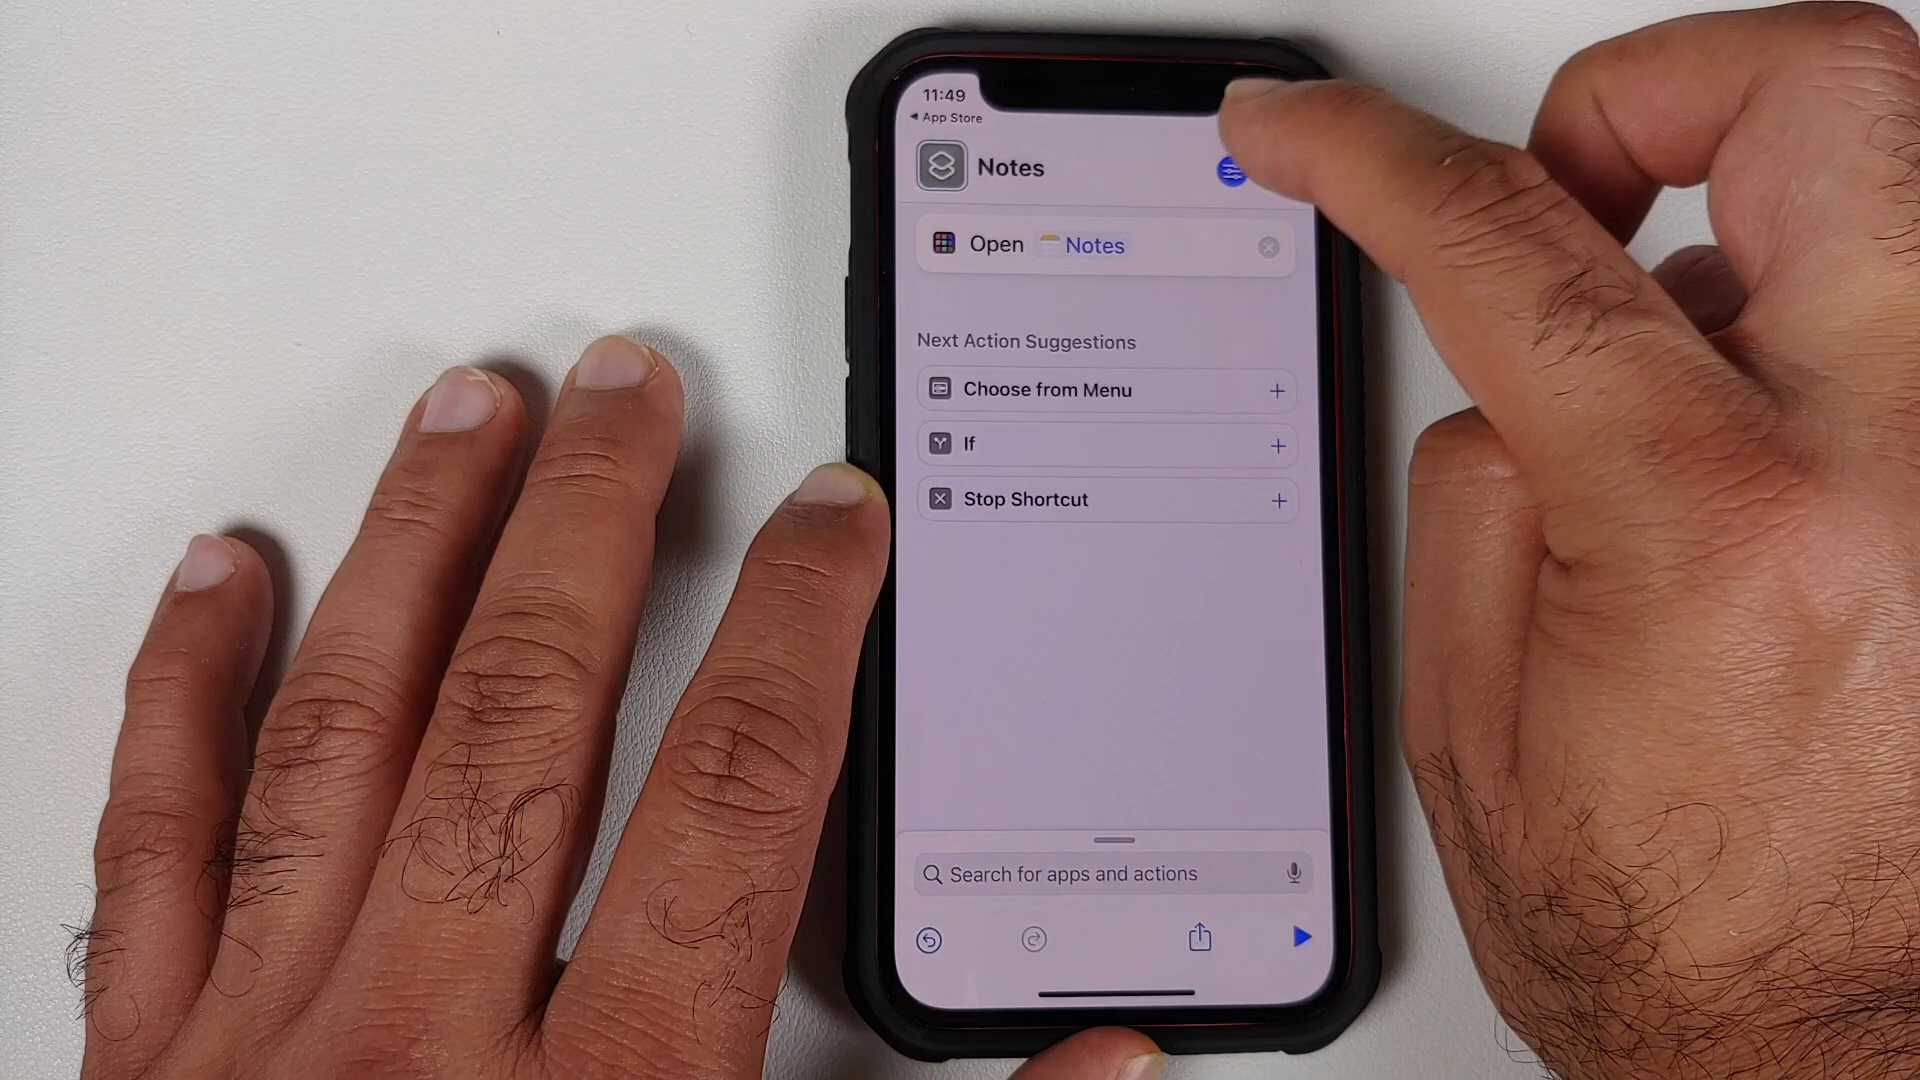 11:49
◀ App Store
Notes
Open Notes
Next Action Suggestions
Choose from Menu
If
Stop Shortcut
Search for apps and actions